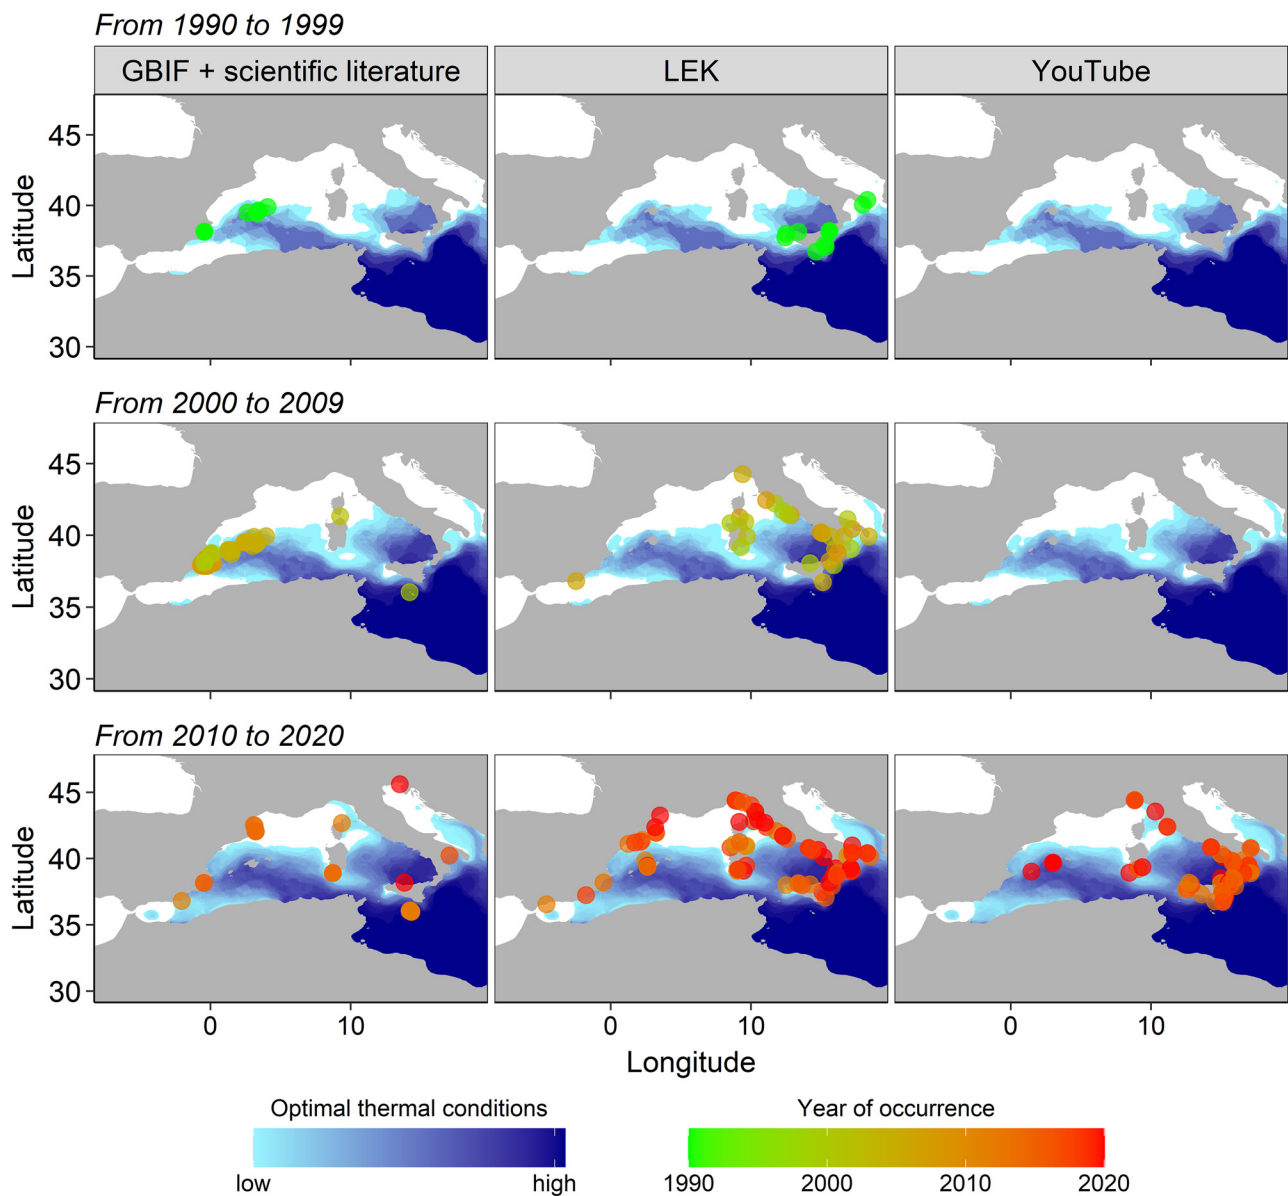 From 1990 to 1999
GBIF + scientific literature
LEK
YouTube
45
40
35
30
Latitude
From 2000 to 2009
45
40
35
30
Latitude
From 2010 to 2020
45
40
35
30
Latitude
0 10
0 10
0 10
Longitude
Optimal thermal conditions
low high
Year of occurrence
1990 2000 2010 2020